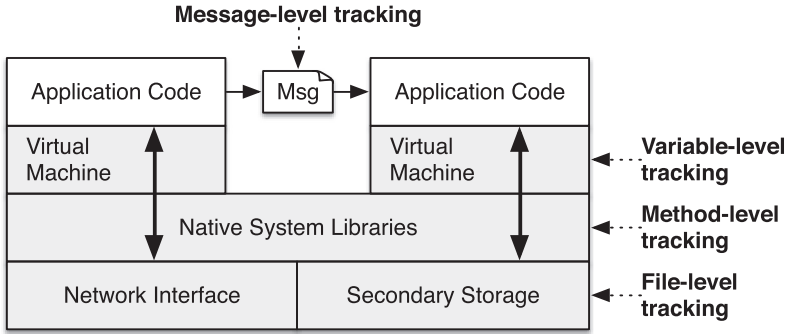 Message-level tracking
Application Code
Msg
Application Code
Virtual
Machine
Virtual
Machine
Variable-level
tracking
Native System Libraries
Method-level
tracking
Network Interface
Secondary Storage
File-level
tracking